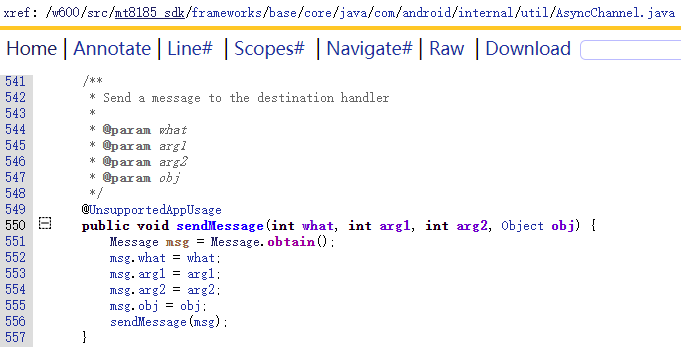 xref: /w600/src/mt8185_sdk/frameworks/base/core/java/com/android/internal/util/AsyncChannel.java
Home | Annotate | Line# | Scopes# | Navigate# | Raw | Download
541 /**
542 * Send a message to the destination handler
543 *
544 * @param what
545 * @param arg1
546 * @param arg2
547 * @param obj
548 */
549 @UnsupportedAppUsage
550 public void sendMessage(int what, int arg1, int arg2, Object obj) {
551 Message msg = Message.obtain();
552 msg.what = what;
553 msg.arg1 = arg1;
554 msg.arg2 = arg2;
555 msg.obj = obj;
556 sendMessage(msg);
557 }